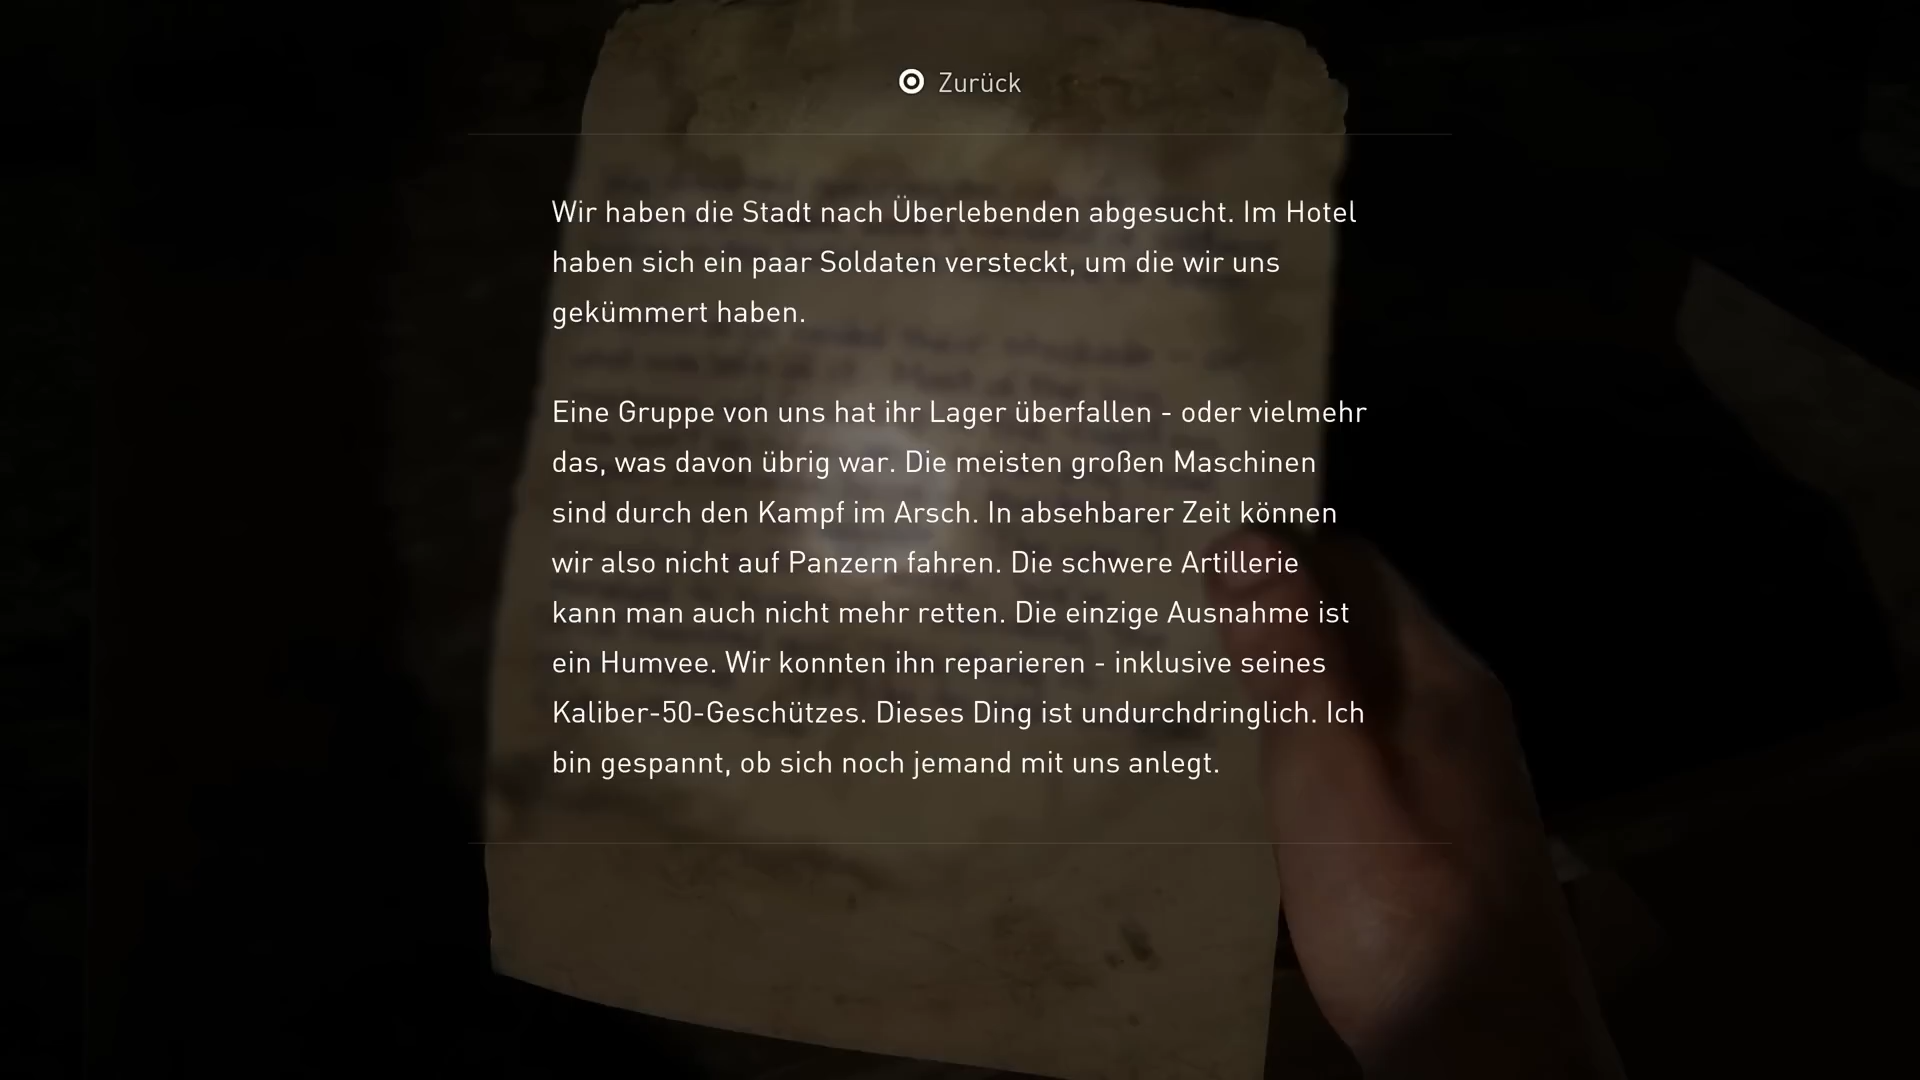 Zurück
Wir haben die Stadt nach Überlebenden abgesucht. Im Hotel
haben sich ein paar Soldaten versteckt, um die wir uns
gekümmert haben.
Eine Gruppe von uns hat ihr Lager überfallen - oder vielmehr
das, was davon übrig war. Die meisten großen Maschinen
sind durch den Kampf im Arsch. In absehbarer Zeit können
wir also nicht auf Panzern fahren. Die schwere Artillerie
kann man auch nicht mehr retten. Die einzige Ausnahme ist
ein Humvee. Wir konnten ihn reparieren - inklusive seines
Kaliber-50-Geschützes. Dieses Ding ist undurchdringlich. Ich
bin gespannt, ob sich noch jemand mit uns anlegt.